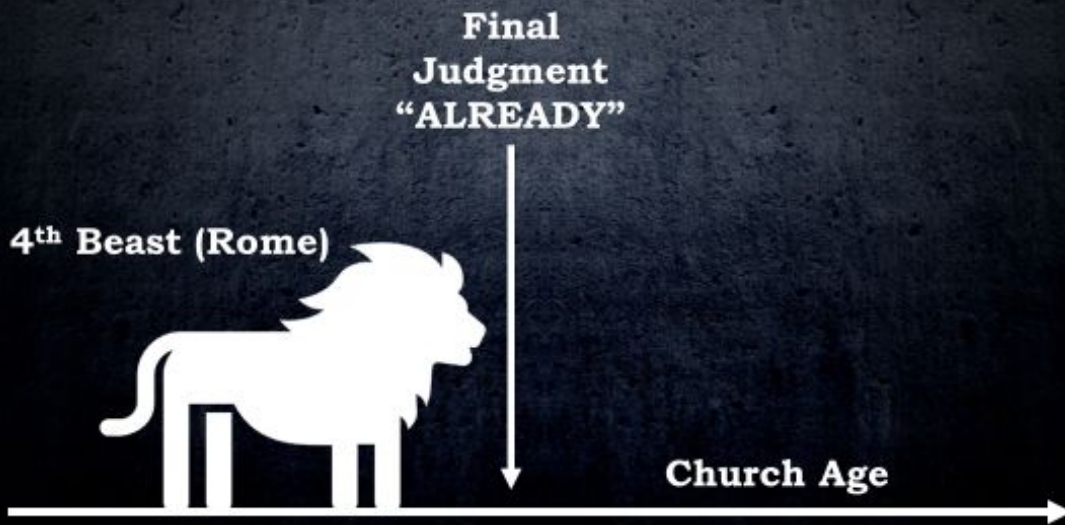 Final
Judgment
“ALREADY”
4th Beast (Rome)
Church Age